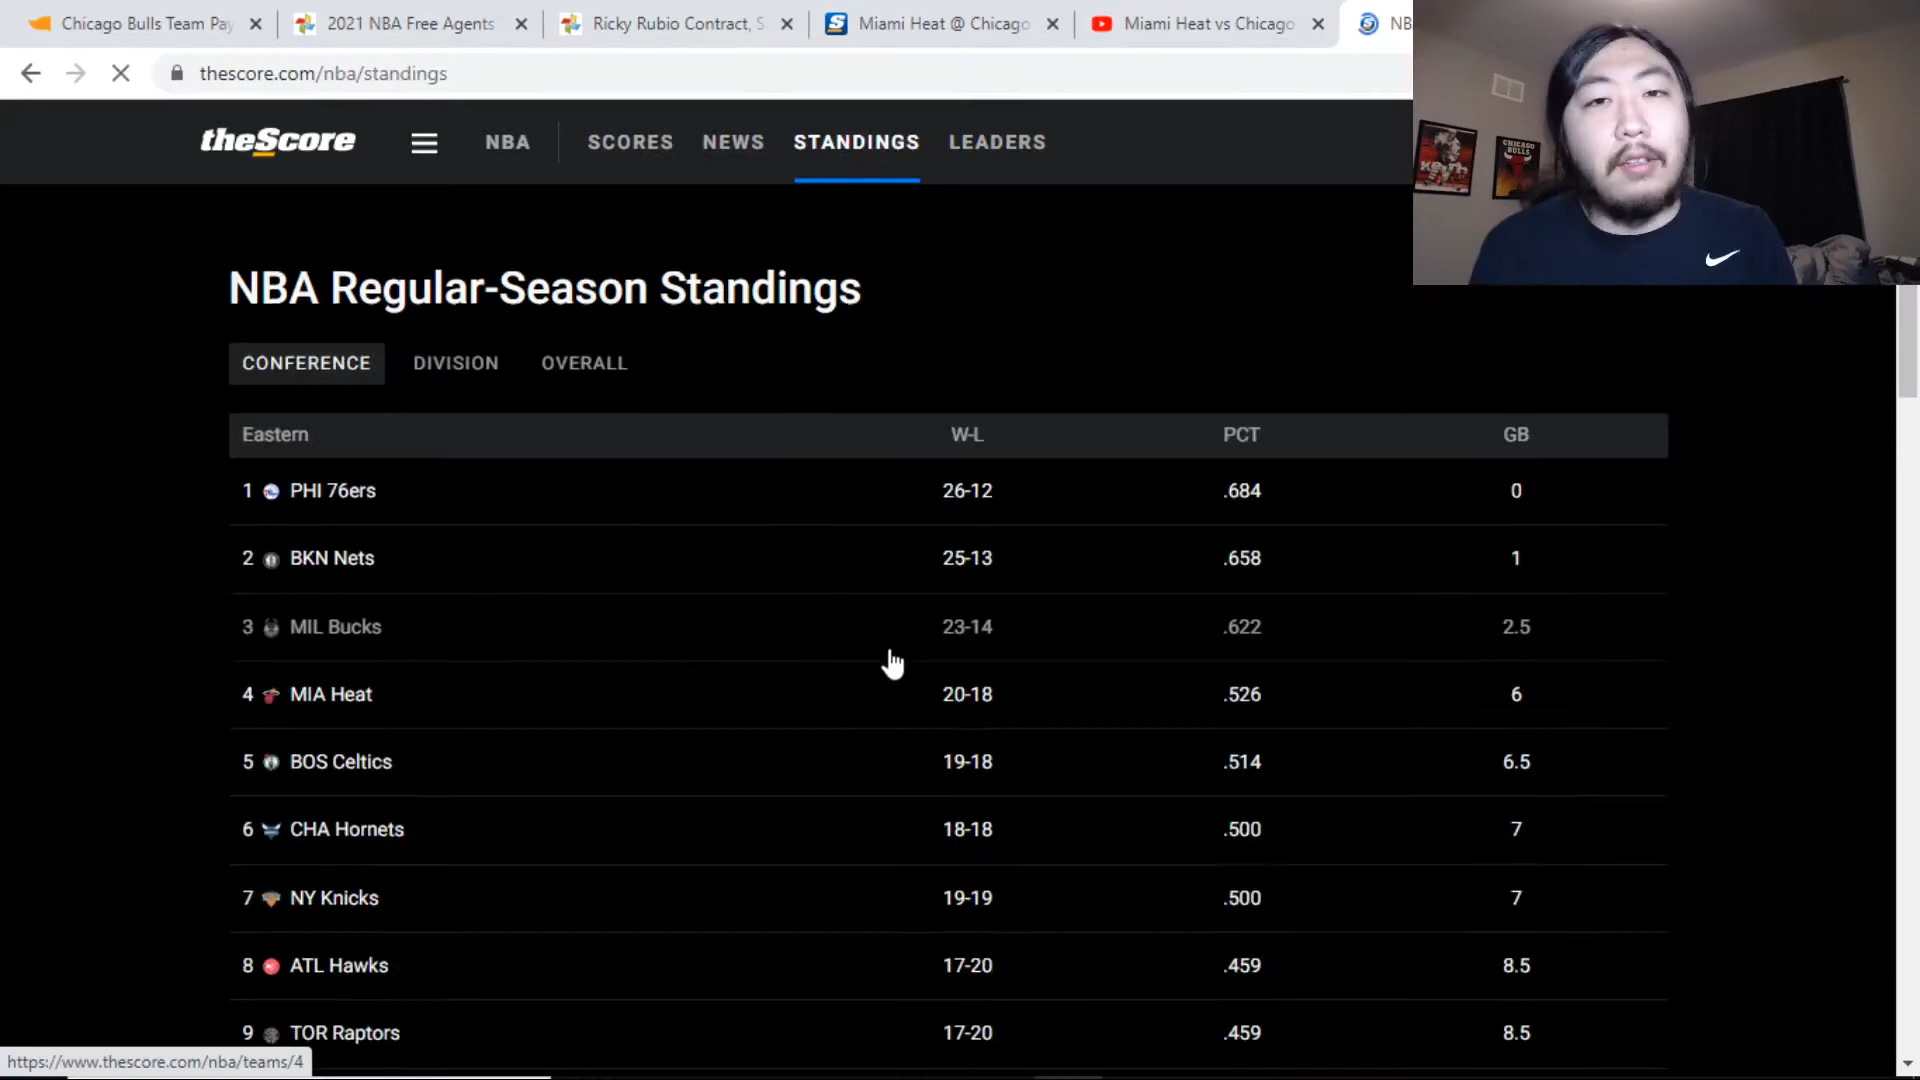 Chicago Bulls Team Pay
2021 NBA Free Agents
Ricky Rubio Contract, S
Miami Heat @ Chicago
Miami Heat vs Chicago
NB
thescore.com/nba/standings
theScore NBA SCORES NEWS STANDINGS LEADERS
CHICAGO
BULLS
NBA Regular-Season Standings
CONFERENCE DIVISION OVERALL
Eastern W-L PCT GB
1 PHI 76ers 26-12 .684 0
2 BKN Nets 25-13 .658 1
3 MIL Bucks 23-14 .622 2.5
4 MIA Heat 20-18 .526 6
5 BOS Celtics 19-18 .514 6.5
6 CHA Hornets 18-18 .500 7
7 NY Knicks 19-19 .500 7
8 ATL Hawks 17-20 .459 8.5
9 TOR Raptors 17-20 .459 8.5
https://www.thescore.com/nba/teams/4